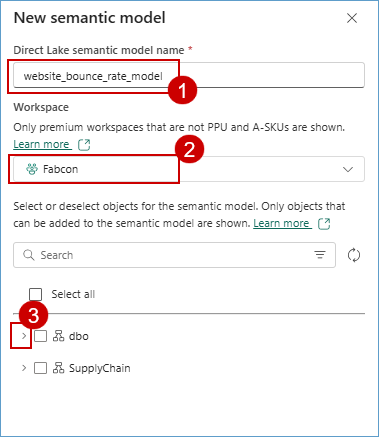 New semantic model
Direct Lake semantic model name *
website_bounce_rate_model
1
Workspace
Only premium workspaces that are not PPU and A-SKUs are shown.
Learn more
2
Fabcon
Select or deselect objects for the semantic model. Only objects that
can be added to the semantic model are shown. Learn more
Search
Select all
3
dbo
SupplyChain